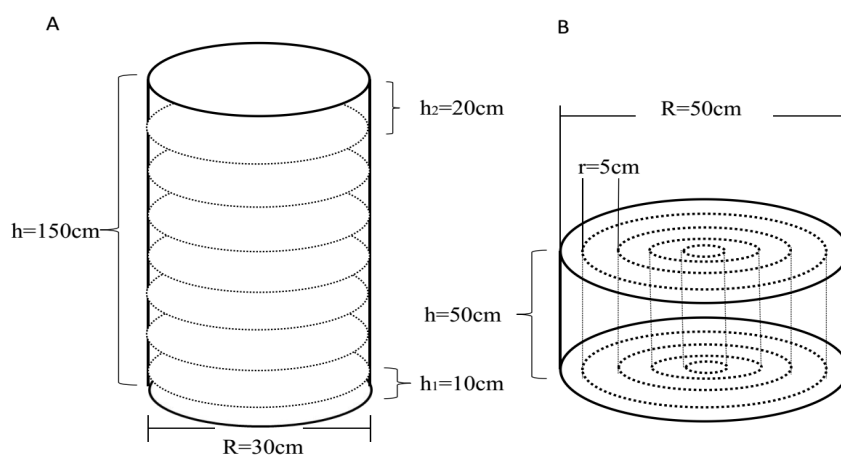 A
h=150cm
h₂=20cm
h₁=10cm
R=30cm
B
R=50cm
r=5cm
h=50cm